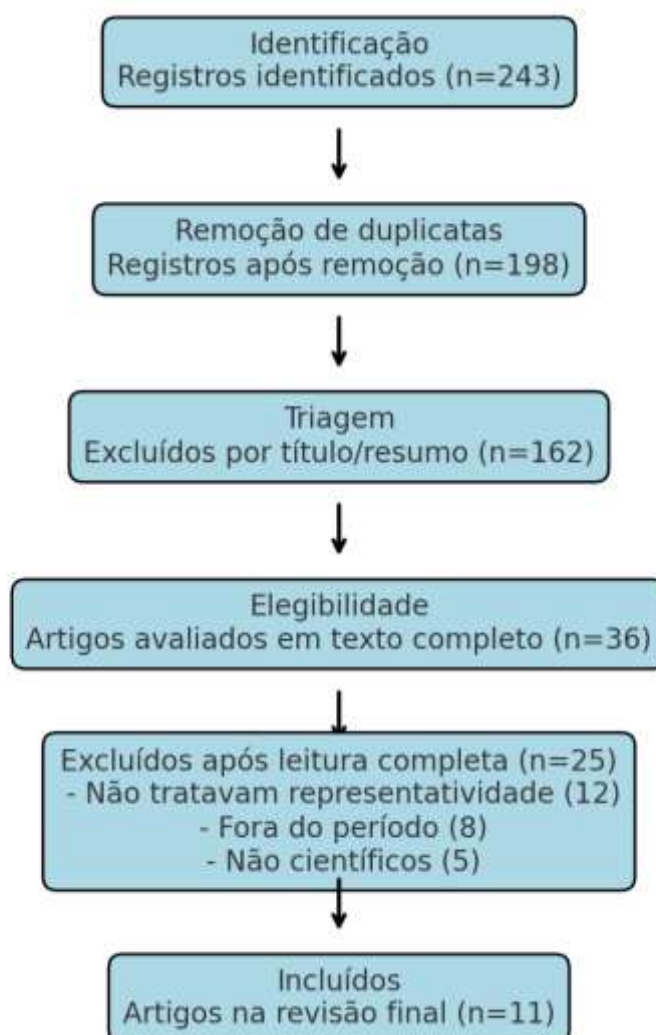 Identificação
Registros identificados (n=243)
Remoção de duplicatas
Registros após remoção (n=198)
Triagem
Excluídos por título/resumo (n=162)
Elegibilidade
Artigos avaliados em texto completo (n=36)
Excluídos após leitura completa (n=25)
- Não tratavam representatividade (12)
- Fora do período (8)
- Não científicos (5)
Incluídos
Artigos na revisão final (n=11)